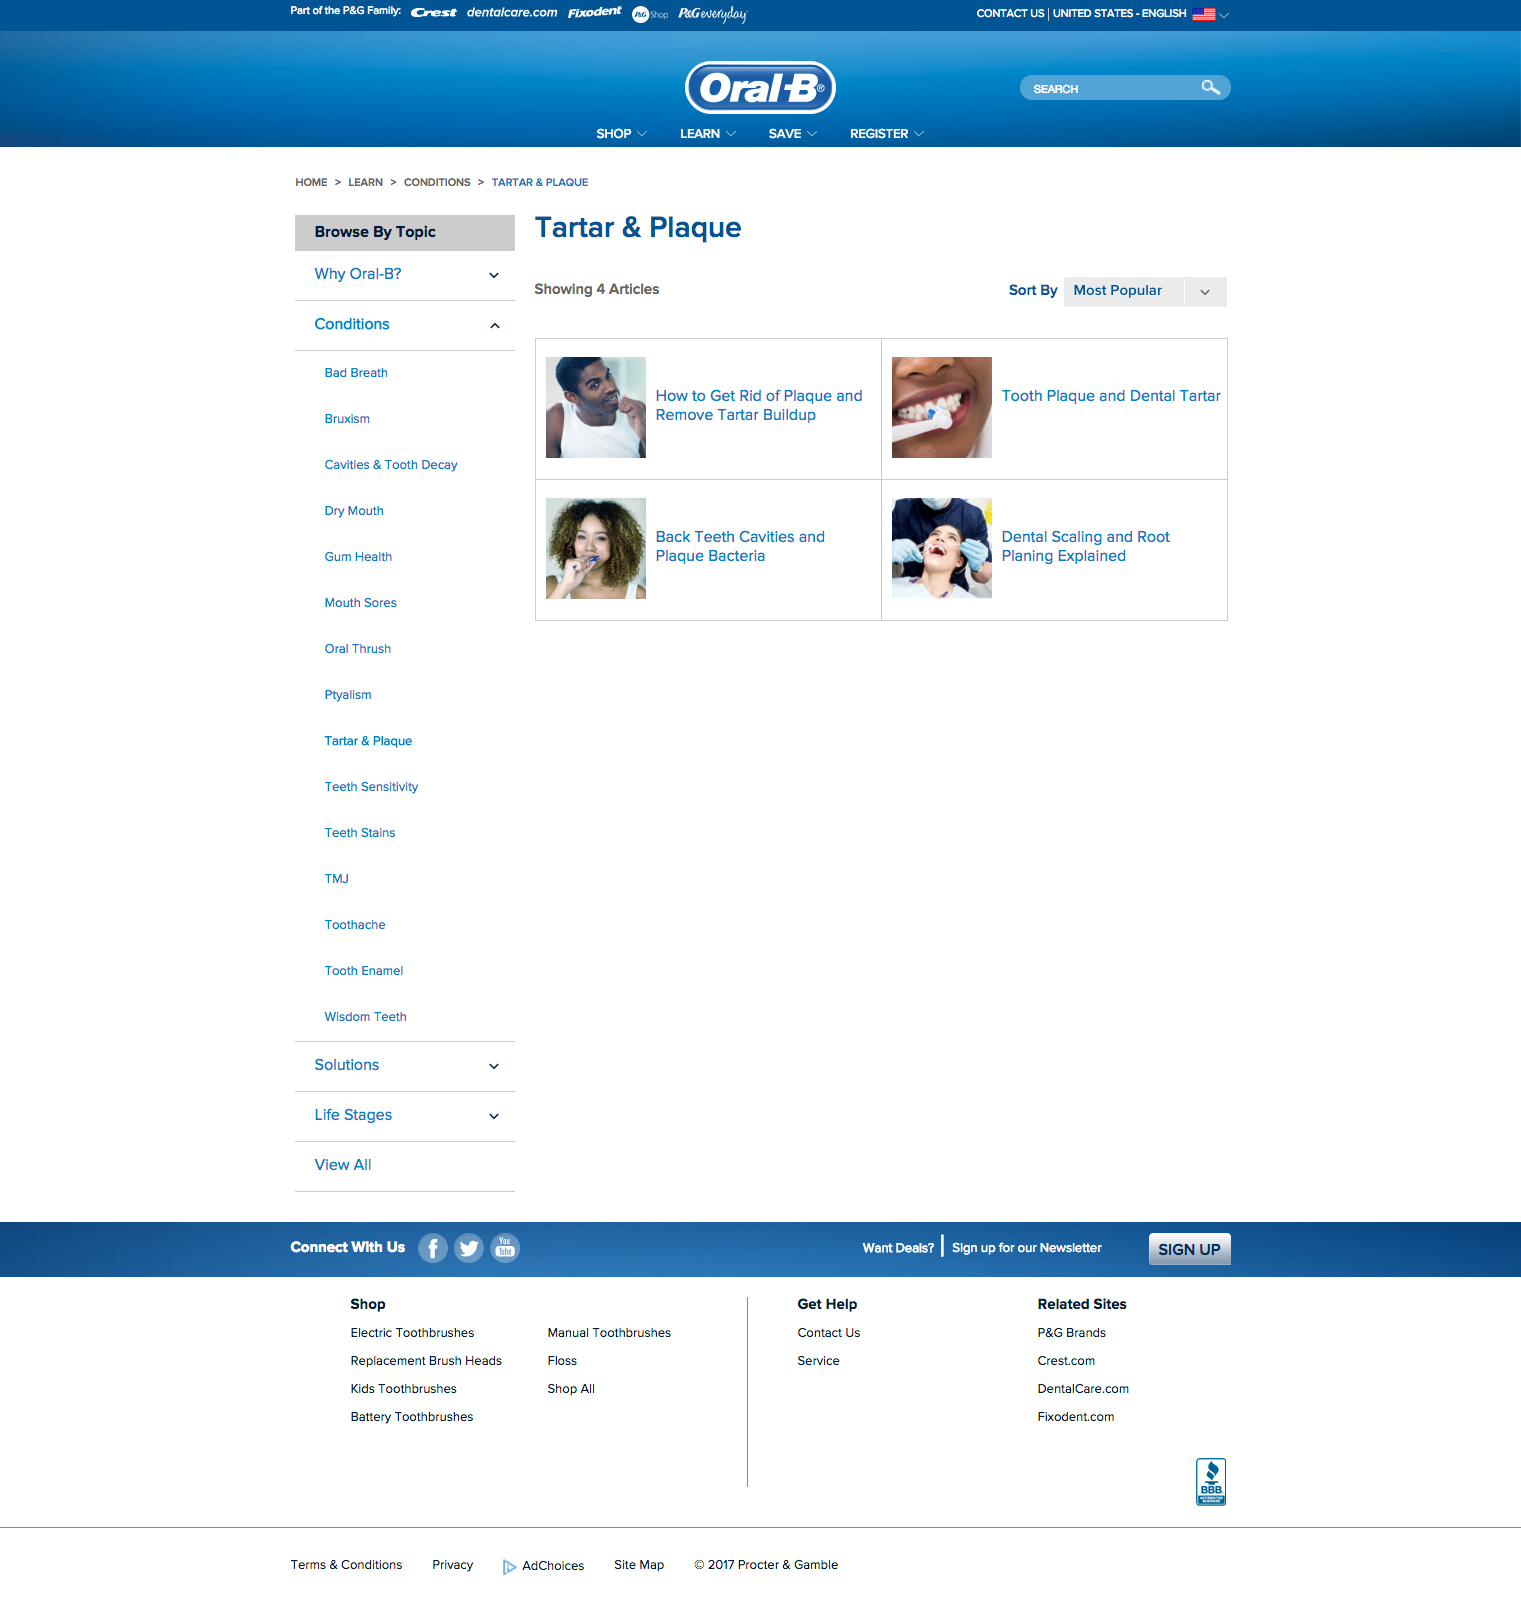 Part of the P&G Family: Crest dentalcare.com Fixodent P&G Shop P&G everyday
CONTACT US | UNITED STATES - ENGLISH
Oral-B®
SEARCH
SHOP LEARN SAVE REGISTER
HOME > LEARN > CONDITIONS > TARTAR & PLAQUE
Browse By Topic
Why Oral-B?
Conditions
Bad Breath
Bruxism
Cavities & Tooth Decay
Dry Mouth
Gum Health
Mouth Sores
Oral Thrush
Ptyalism
Tartar & Plaque
Teeth Sensitivity
Teeth Stains
TMJ
Toothache
Tooth Enamel
Wisdom Teeth
Solutions
Life Stages
View All
Tartar & Plaque
Showing 4 Articles
Sort By Most Popular
How to Get Rid of Plaque and
Remove Tartar Buildup
Tooth Plaque and Dental Tartar
Back Teeth Cavities and
Plaque Bacteria
Dental Scaling and Root
Planing Explained
Connect With Us
You
Tube
Want Deals? | Sign up for our Newsletter
SIGN UP
Shop
Electric Toothbrushes
Replacement Brush Heads
Kids Toothbrushes
Battery Toothbrushes
Manual Toothbrushes
Floss
Shop All
Get Help
Contact Us
Service
Related Sites
P&G Brands
Crest.com
DentalCare.com
Fixodent.com
BBB
ACCREDITED
BUSINESS
Terms & Conditions Privacy AdChoices Site Map © 2017 Procter & Gamble